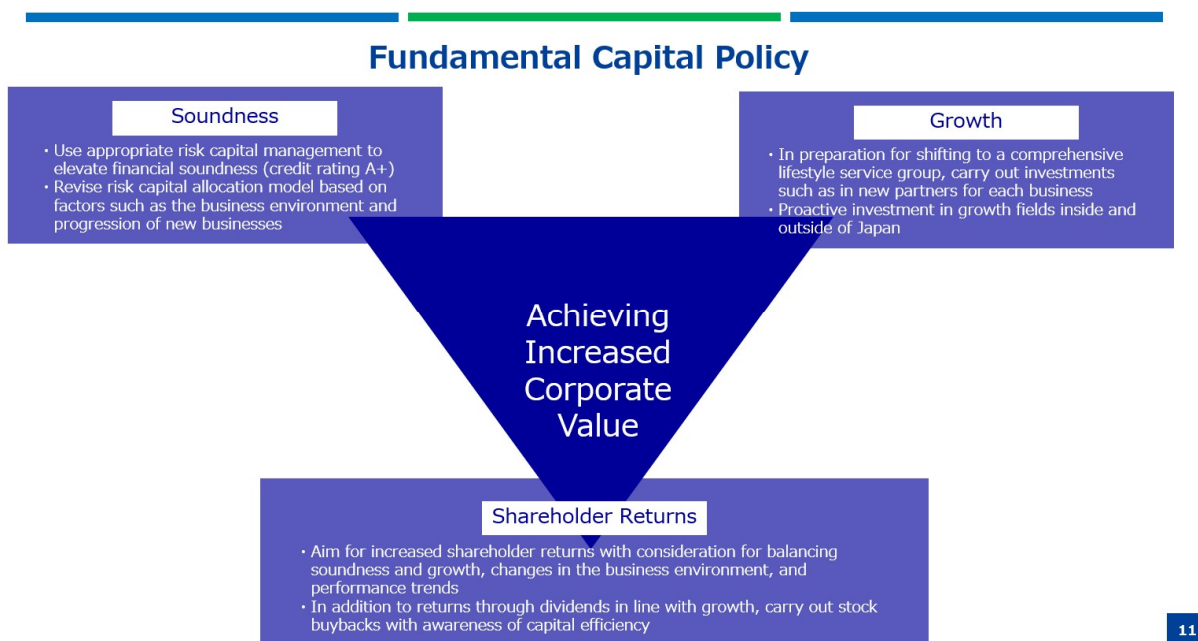 Fundamental Capital Policy
Soundness
・Use appropriate risk capital management to
elevate financial soundness (credit rating A+)
・Revise risk capital allocation model based on
factors such as the business environment and
progression of new businesses
Growth
・In preparation for shifting to a comprehensive
lifestyle service group, carry out investments
such as in new partners for each business
・Proactive investment in growth fields inside and
outside of Japan
Achieving
Increased
Corporate
Value
Shareholder Returns
・Aim for increased shareholder returns with consideration for balancing
soundness and growth, changes in the business environment, and
performance trends
・In addition to returns through dividends in line with growth, carry out stock
buybacks with awareness of capital efficiency
11